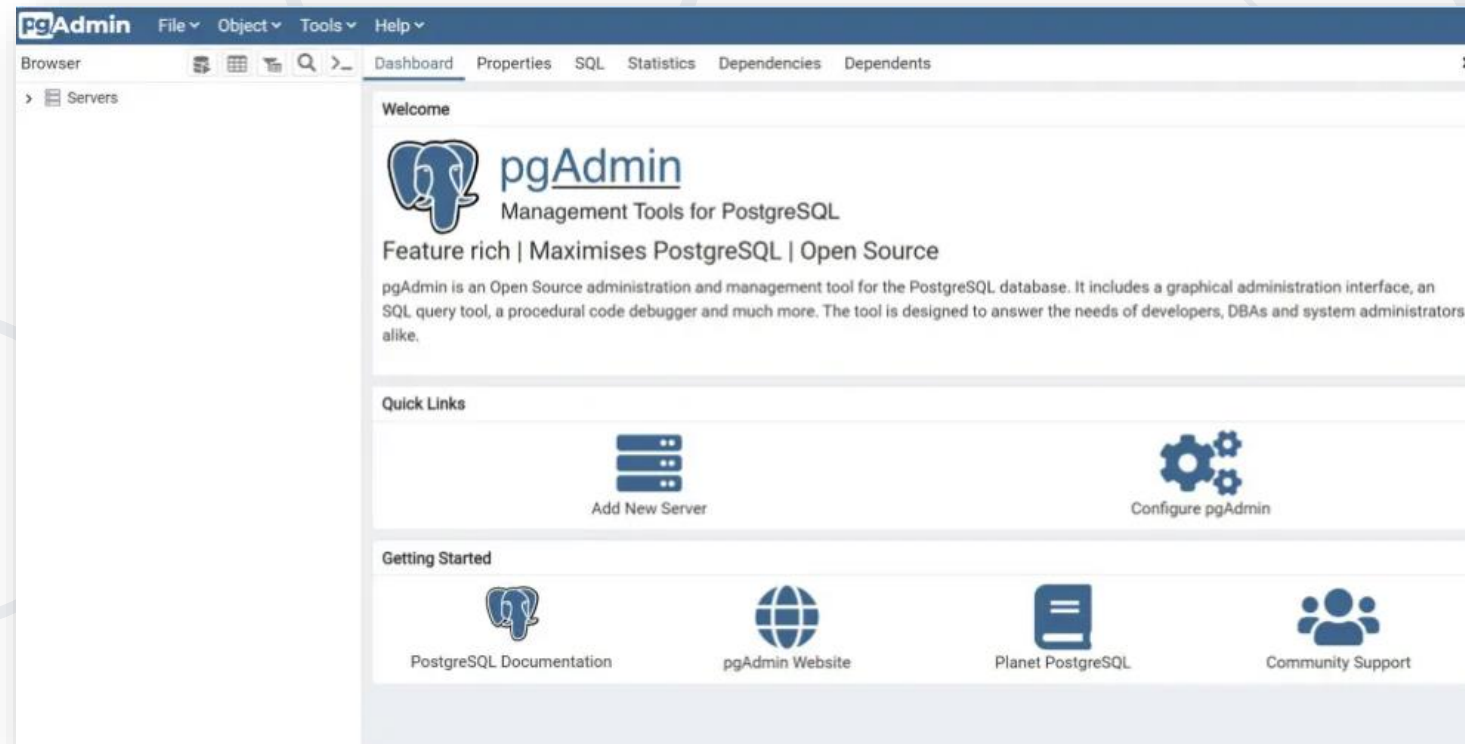 pgAdmin File Object Tools Help
Browser
>_
Dashboard Properties SQL Statistics Dependencies Dependents
Servers
Welcome
pgAdmin
Management Tools for PostgreSQL
Feature rich | Maximises PostgreSQL | Open Source
pgAdmin is an Open Source administration and management tool for the PostgreSQL database. It includes a graphical administration interface, an
SQL query tool, a procedural code debugger and much more. The tool is designed to answer the needs of developers, DBAs and system administrators
alike.
Quick Links
Add New Server
Configure pgAdmin
Getting Started
PostgreSQL Documentation
pgAdmin Website
Planet PostgreSQL
Community Support